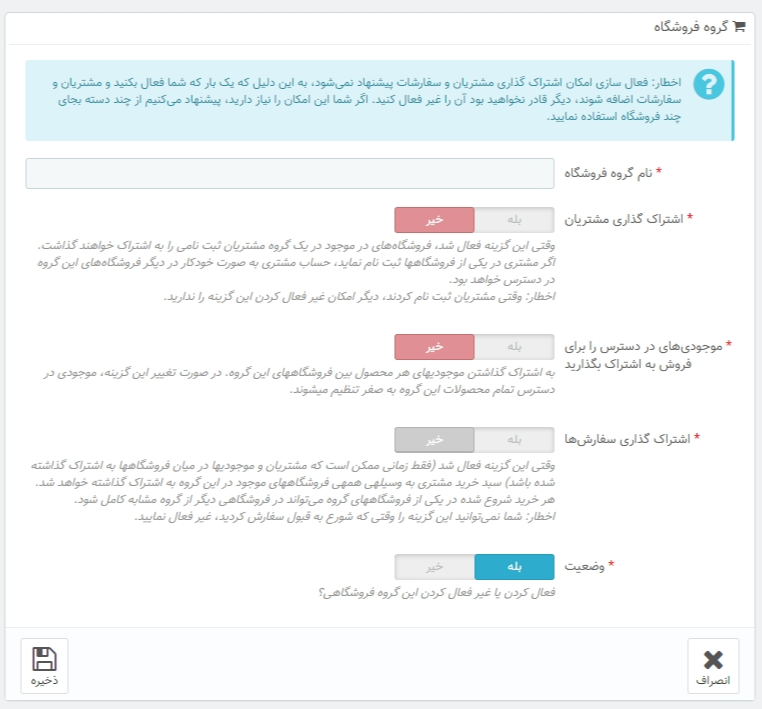 گروه فروشگاه
اخطار: فعال سازی امکان اشتراک گذاری مشتریان و سفارشات پیشنهاد نمی‌شود، به این دلیل که یک بار که شما فعال بکنید و مشتریان و
سفارشات اضافه شوند، دیگر قادر نخواهید بود آن را غیر فعال کنید. اگر شما این امکان را نیاز دارید، پیشنهاد می‌کنیم از چند دسته بجای
چند فروشگاه استفاده نمایید.
* نام گروه فروشگاه
* اشتراک گذاری مشتریان
بله خیر
وقتی این گزینه فعال شد، فروشگاه‌های در موجود در یک گروه مشتریان ثبت نامی را به اشتراک خواهند گذاشت.
اگر مشتری در یکی از فروشگاهها ثبت نام نماید، حساب مشتری به صورت خودکار در دیگر فروشگاه‌های این گروه
در دسترس خواهد بود.
اخطار: وقتی مشتریان ثبت نام کردند، دیگر امکان غیر فعال کردن این گزینه را ندارید.
* موجودی‌های در دسترس را برای
فروش به اشتراک بگذارید
بله خیر
به اشتراک گذاشتن موجودیهای هر محصول بین فروشگاههای این گروه. در صورت تغییر این گزینه، موجودی در
دسترس تمام محصولات این گروه به صفر تنظیم میشوند.
* اشتراک گذاری سفارش‌ها
بله خیر
وقتی این گزینه فعال شد (فقط زمانی ممکن است که مشتریان و موجودیها در میان فروشگاهها به اشتراک گذاشته
شده باشد) سبد خرید مشتری به وسیلهی همهی فروشگاههای موجود در این گروه به اشتراک گذاشته خواهد شد.
هر خرید شروع شده در یکی از فروشگاههای گروه می‌تواند در فروشگاهی دیگر از گروه مشابه کامل شود.
اخطار: شما نمی‌توانید این گزینه را وقتی که شورع به قبول سفارش کردید، غیر فعال نمایید.
* وضعیت
بله خیر
فعال کردن یا غیر فعال کردن این گروه فروشگاهی؟
انصراف
ذخیره